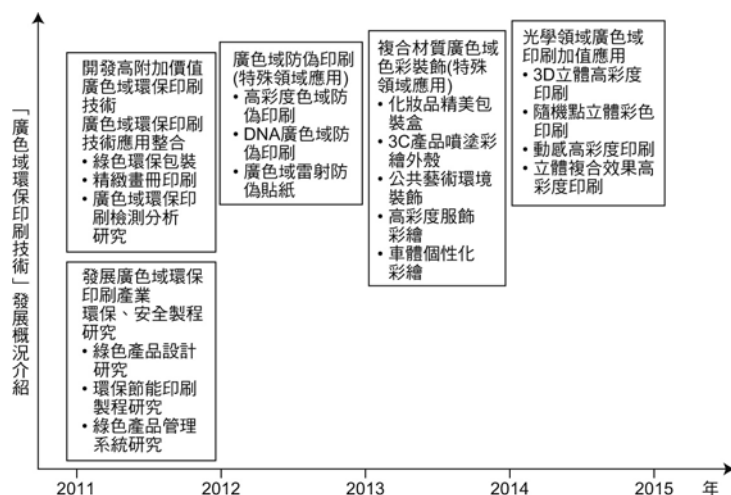 「廣色域環保印刷技術」發展概況介紹
開發高附加價值
廣色域環保印刷
技術
廣色域環保印刷技
術應用整合
• 綠色環保包裝
• 精緻畫冊印刷
• 廣色域環保印
刷檢測分析
研究
發展廣色域環保
印刷產業
環保、安全製程
研究
• 綠色產品設計
研究
• 環保節能印刷
製程研究
• 綠色產品管理
系統研究
廣色域防偽印刷
(特殊領域應用)
• 高彩度色域防
偽印刷
• DNA廣色域防
偽印刷
• 廣色域雷射防
偽貼紙
複合材質廣色域
色彩裝飾(特殊
領域應用)
• 化妝品精美包
裝盒
• 3C產品噴塗彩
繪外殼
• 公共藝術環境
裝飾
• 高彩度服飾
彩繪
• 車體個性化
彩繪
光學領域廣色域
印刷加值應用
• 3D立體高彩度
印刷
• 隨機點立體彩色
印刷
• 動感高彩度印刷
• 立體複合效果高
彩度印刷
2011 2012 2013 2014 2015 年